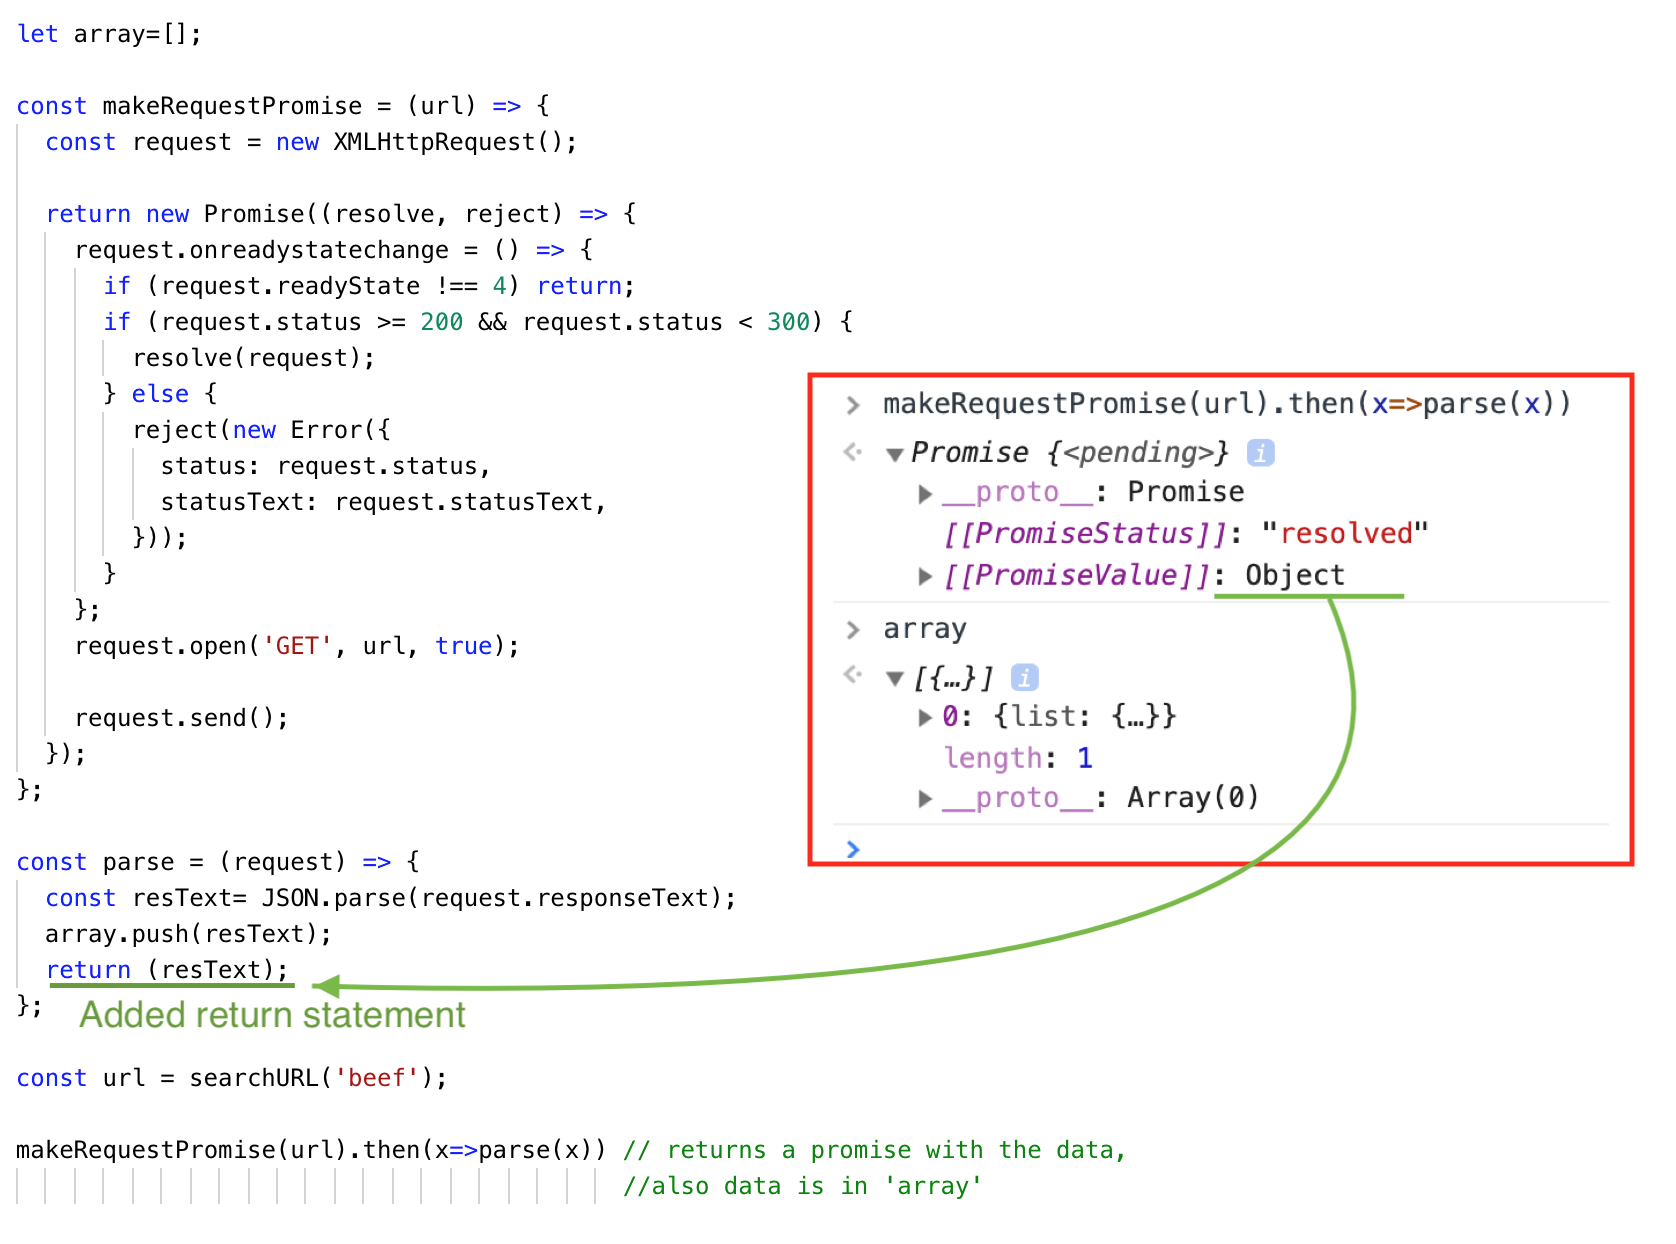 let array=[];
const makeRequestPromise = (url) => {
const request = new XMLHttpRequest();
return new Promise((resolve, reject) => {
request.onreadystatechange = () => {
if (request.readyState !== 4) return;
if (request.status >= 200 && request.status < 300) {
resolve(request);
} else {
reject(new Error({
status: request.status,
statusText: request.statusText,
}));
}
};
request.open('GET', url, true);
request.send();
});
};
const parse = (request) => {
const resText= JSON.parse(request.responseText);
array.push(resText);
return (resText);
};
Added return statement
const url = searchURL('beef');
makeRequestPromise(url).then(x=>parse(x)) // returns a promise with the data,
//also data is in 'array'
> makeRequestPromise(url).then(x=>parse(x))
Promise {<pending>} i
__proto__: Promise
[[PromiseStatus]]: "resolved"
[[PromiseValue]]: Object
> array
[{…}] i
0: {list: {…}}
length: 1
__proto__: Array(0)
>